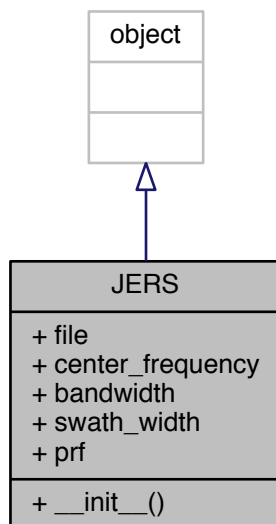 object
JERS
+ file
+ center_frequency
+ bandwidth
+ swath_width
+ prf
+ __init__()